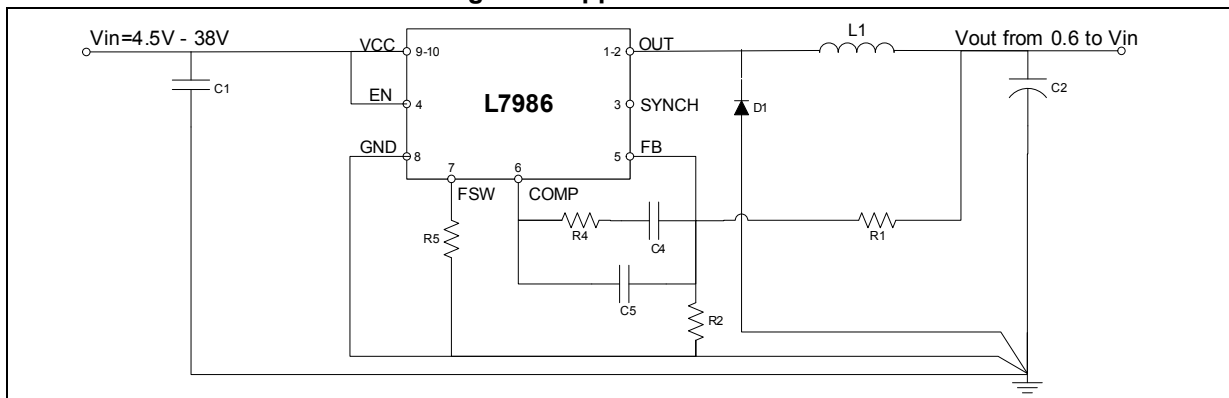 Vin=4.5V - 38V
VCC
9-10
1-2
OUT
L1
Vout from 0.6 to Vin
C1
EN
4
L7986
3
SYNCH
D1
C2
GND
8
5
FB
7
6
FSW
COMP
R5
R4
C4
R1
C5
R2